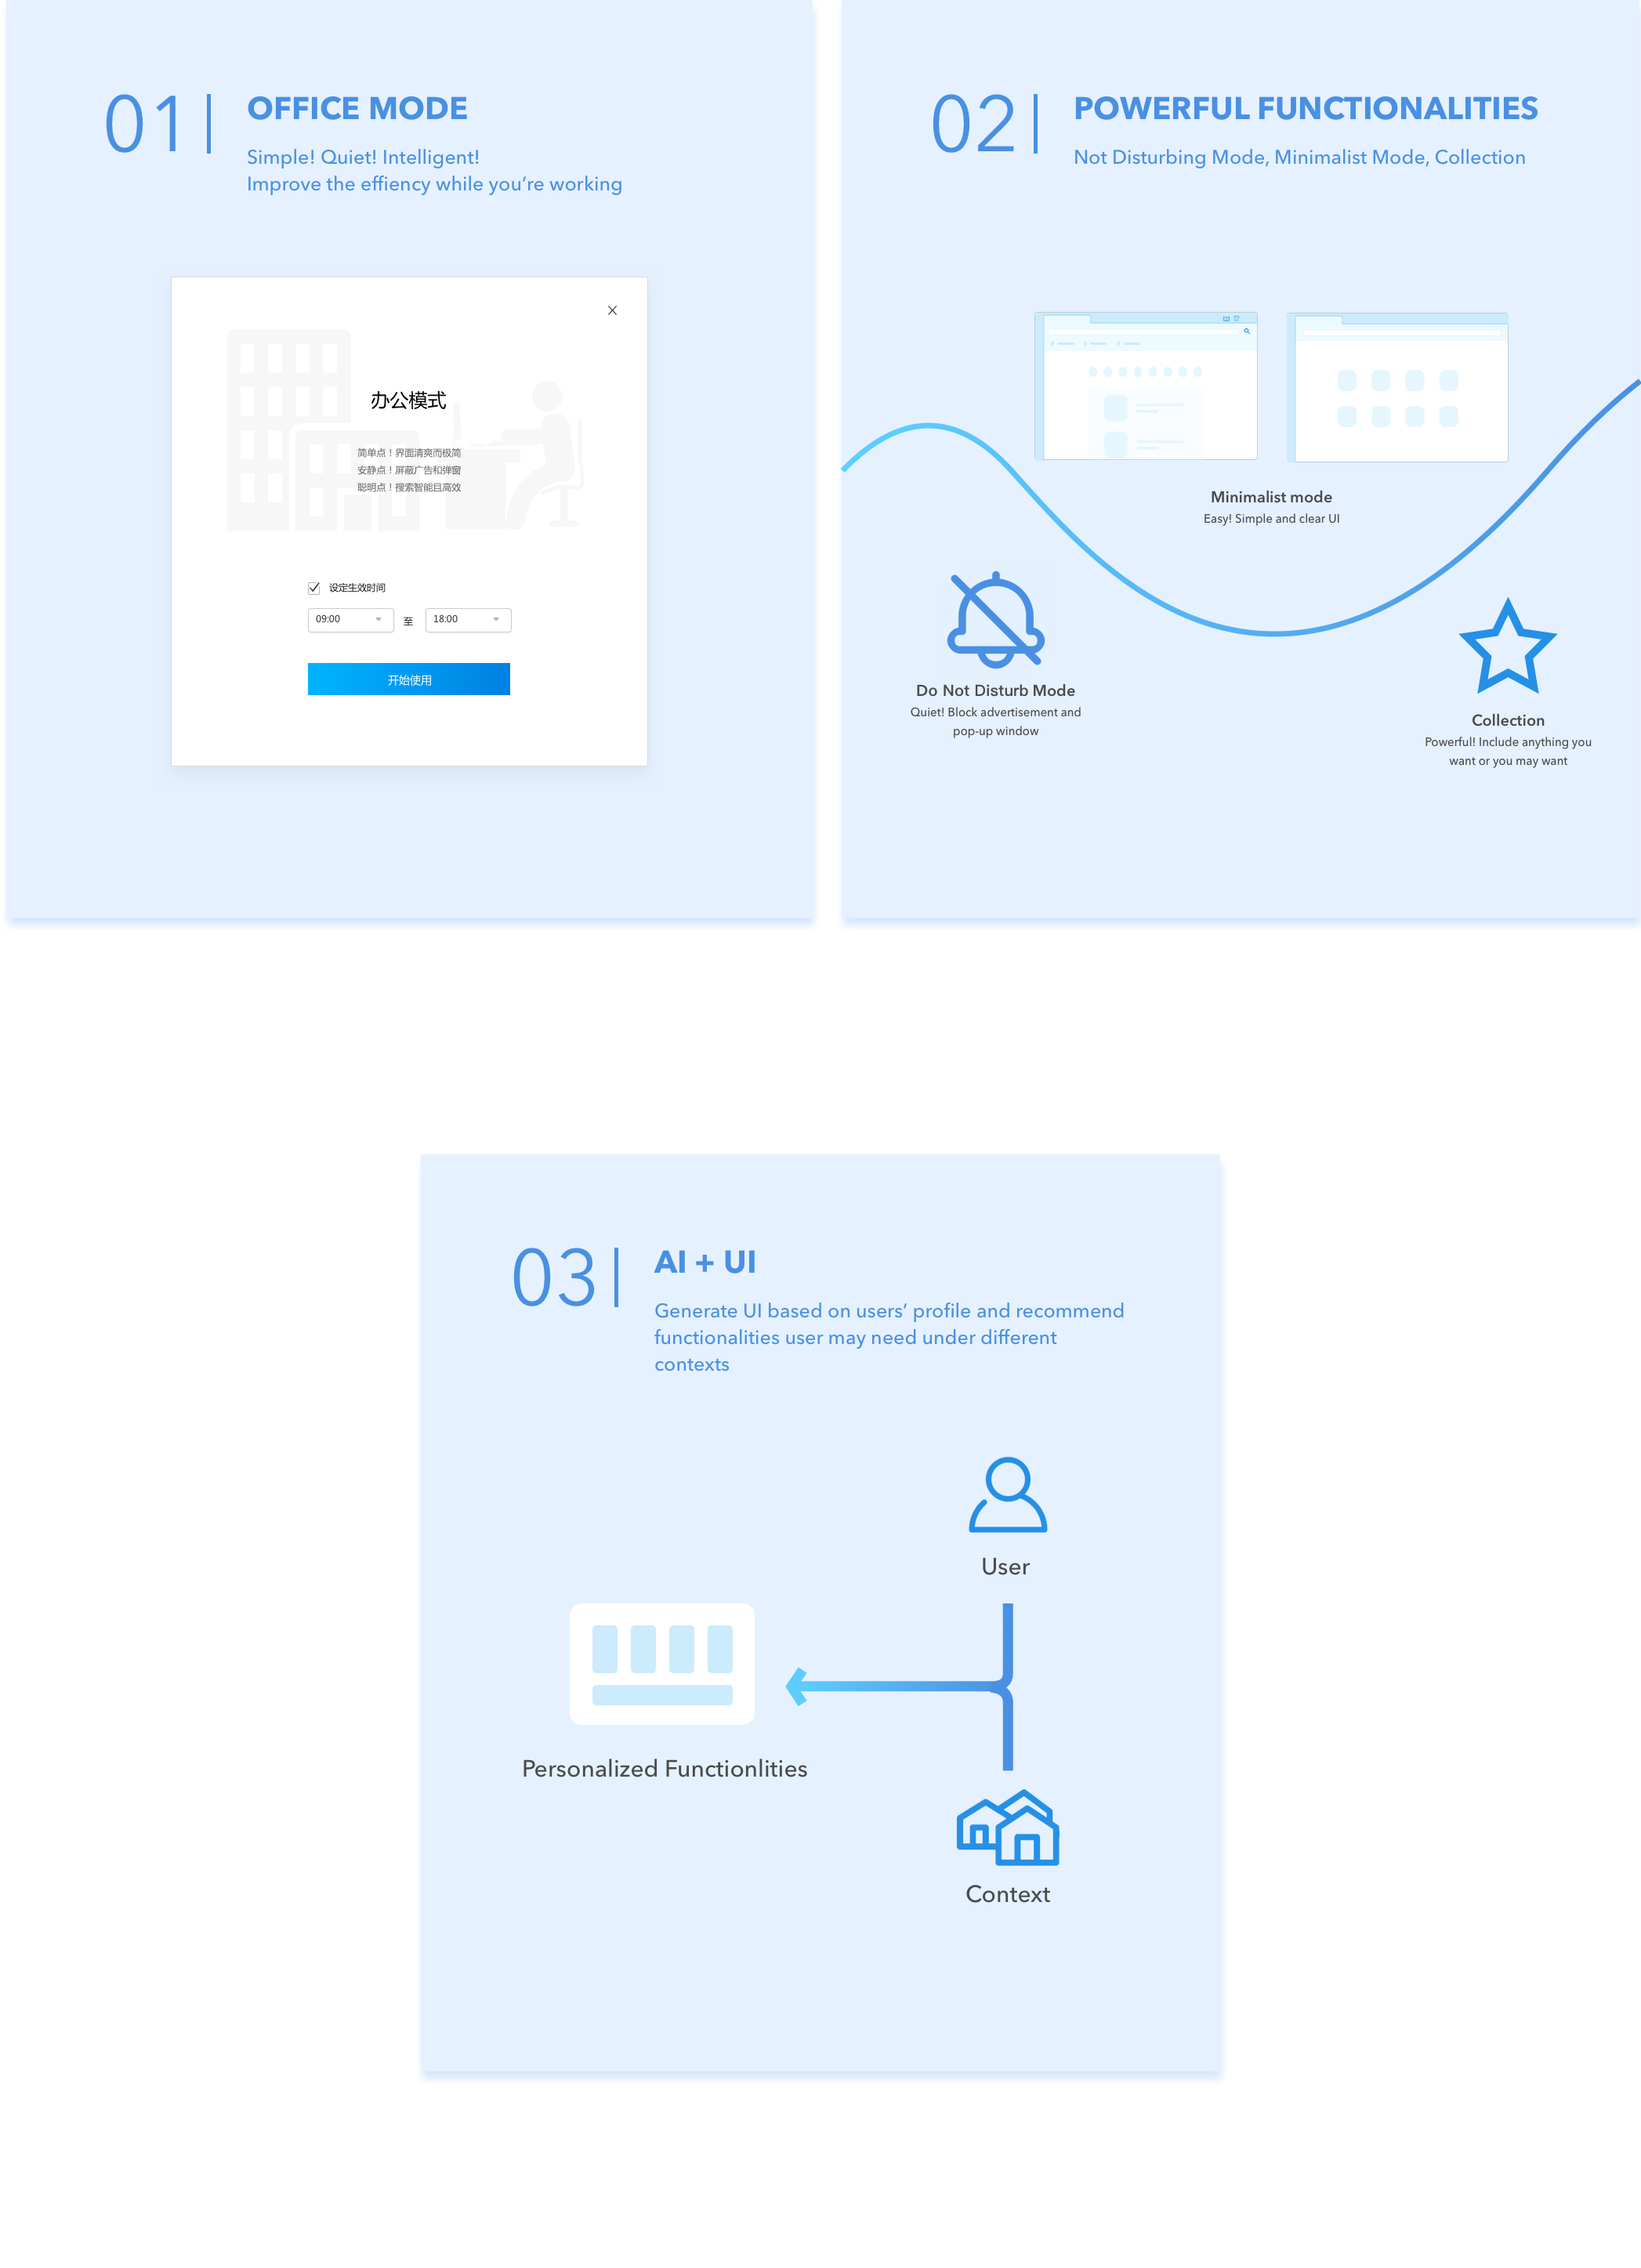 01
OFFICE MODE
Simple! Quiet! Intelligent!
Improve the effiency while you're working
办公模式
简单点！界面清爽而极简
安静点！屏蔽广告和弹窗
聪明点！搜索智能且高效
设定生效时间
09:00 至 18:00
开始使用
02
POWERFUL FUNCTIONALITIES
Not Disturbing Mode, Minimalist Mode, Collection
Minimalist mode
Easy! Simple and clear UI
Do Not Disturb Mode
Quiet! Block advertisement and
pop-up window
Collection
Powerful! Include anything you
want or you may want
03
AI + UI
Generate UI based on users' profile and recommend
functionalities user may need under different
contexts
User
Personalized Functionlities
Context